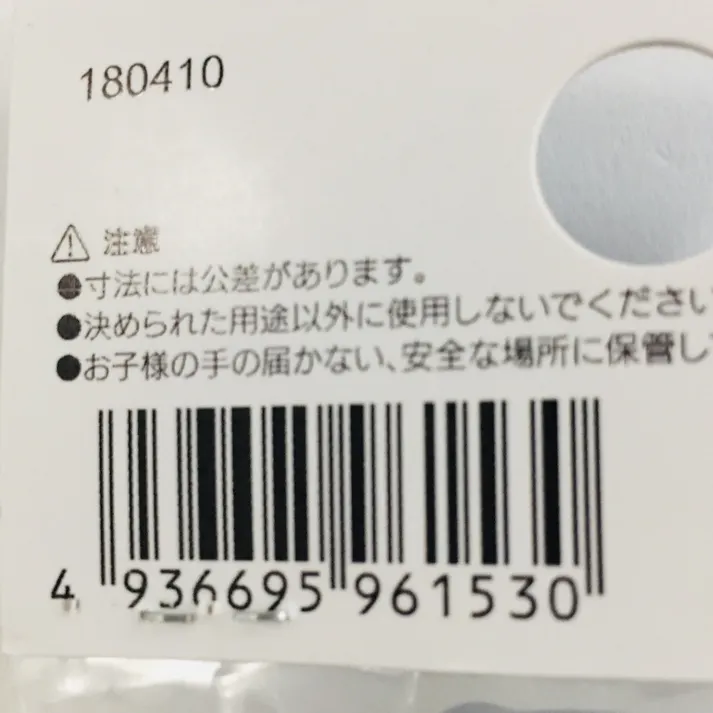 180410
⚠ 注意
●寸法には公差があります。
●決められた用途以外に使用しないでください
●お子様の手の届かない、安全な場所に保管し
4 936695 961530